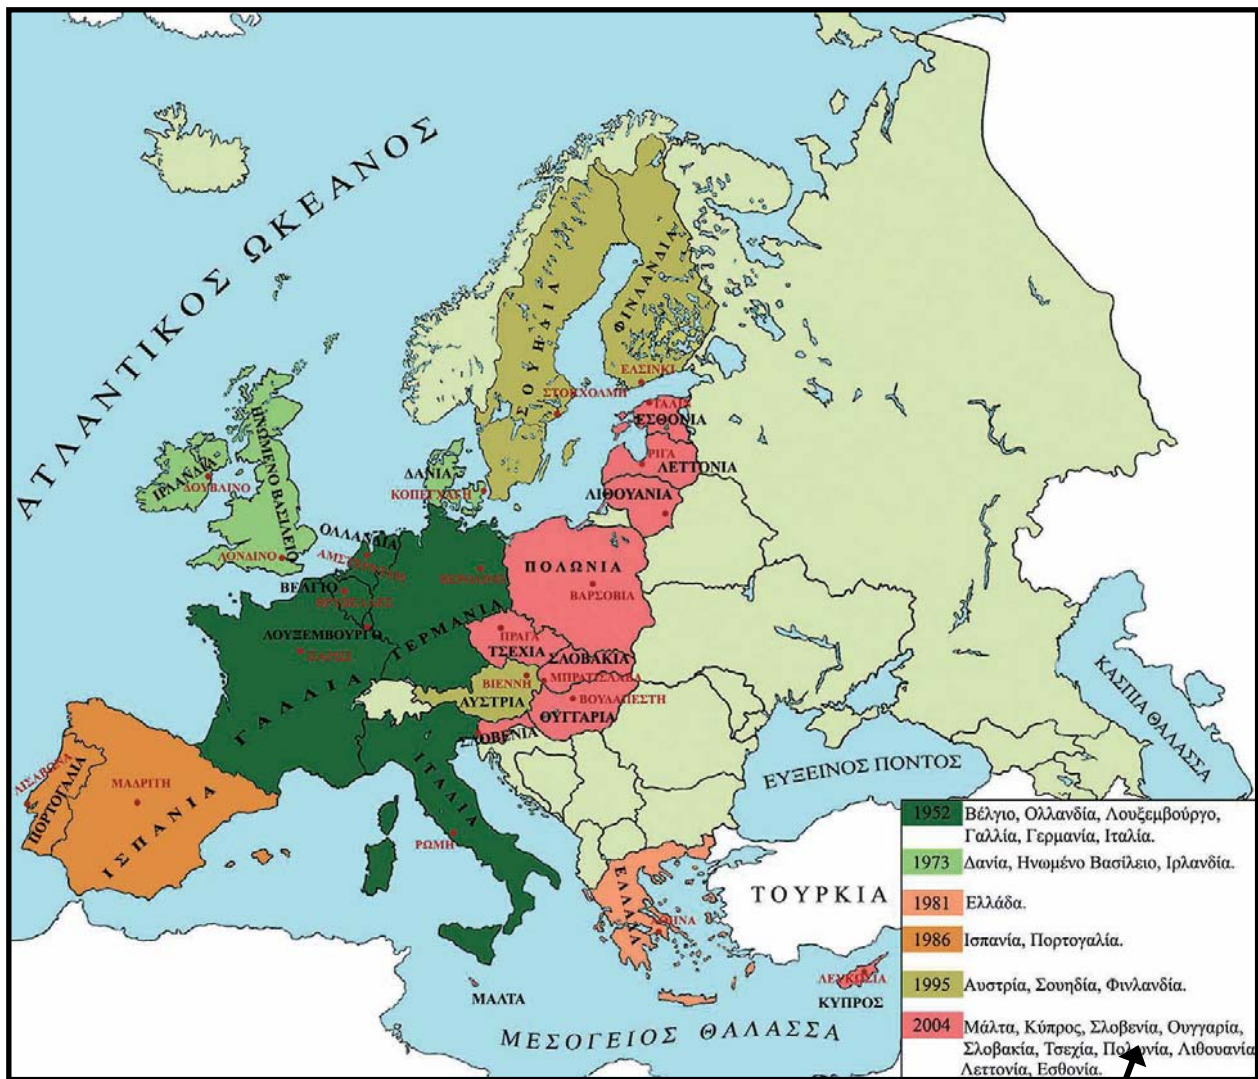 ΑΤΛΑΝΤΙΚΟΣ ΩΚΕΑΝΟΣ
ΣΟΥΗΔΙΑ
ΦΙΝΛΑΝΔΙΑ
ΕΛΣΙΝΚΙ
ΣΤΟΚΧΟΛΜΗ
ΤΑΛΙΝ
ΕΣΘΟΝΙΑ
ΡΙΓΑ
ΛΕΤΤΟΝΙΑ
ΛΙΘΟΥΑΝΙΑ
ΗΝΩΜΕΝΟ ΒΑΣΙΛΕΙΟ
ΙΡΛΑΝΔΙΑ
ΔΟΥΒΛΙΝΟ
ΛΟΝΔΙΝΟ
ΔΑΝΙΑ
ΚΟΠΕΓΧΑΓΗ
ΟΛΛΑΝΔΙΑ
ΒΕΛΓΙΟ
ΛΟΥΞΕΜΒΟΥΡΓΟ
ΓΕΡΜΑΝΙΑ
ΠΟΛΩΝΙΑ
ΒΑΡΣΟΒΙΑ
ΠΡΑΓΑ
ΤΣΕΧΙΑ
ΣΛΟΒΑΚΙΑ
ΜΠΡΑΤΙΣΛΑΒΑ
ΒΙΕΝΝΗ
ΑΥΣΤΡΙΑ
ΒΟΥΔΑΠΕΣΤΗ
ΟΥΓΓΑΡΙΑ
ΣΛΟΒΕΝΙΑ
ΓΑΛΛΙΑ
ΙΤΑΛΙΑ
ΡΩΜΗ
ΛΙΣΑΒΟΝΑ
ΠΟΡΤΟΓΑΛΙΑ
ΜΑΔΡΙΤΗ
ΙΣΠΑΝΙΑ
ΕΛΛΑΔΑ
ΑΘΗΝΑ
ΜΑΛΤΑ
ΜΕΣΟΓΕΙΟΣ ΘΑΛΑΣΣΑ
ΛΕΥΚΩΣΙΑ
ΚΥΠΡΟΣ
ΤΟΥΡΚΙΑ
ΕΥΞΕΙΝΟΣ ΠΟΝΤΟΣ
ΚΑΣΠΙΑ ΘΑΛΑΣΣΑ
1952 Βέλγιο, Ολλανδία, Λουξεμβούργο,
Γαλλία, Γερμανία, Ιταλία.
1973 Δανία, Ηνωμένο Βασίλειο, Ιρλανδία.
1981 Ελλάδα.
1986 Ισπανία, Πορτογαλία.
1995 Αυστρία, Σουηδία, Φινλανδία.
2004 Μάλτα, Κύπρος, Σλοβενία, Ουγγαρία,
Σλοβακία, Τσεχία, Πολωνία, Λιθουανία
Λεττονία, Εσθονία.